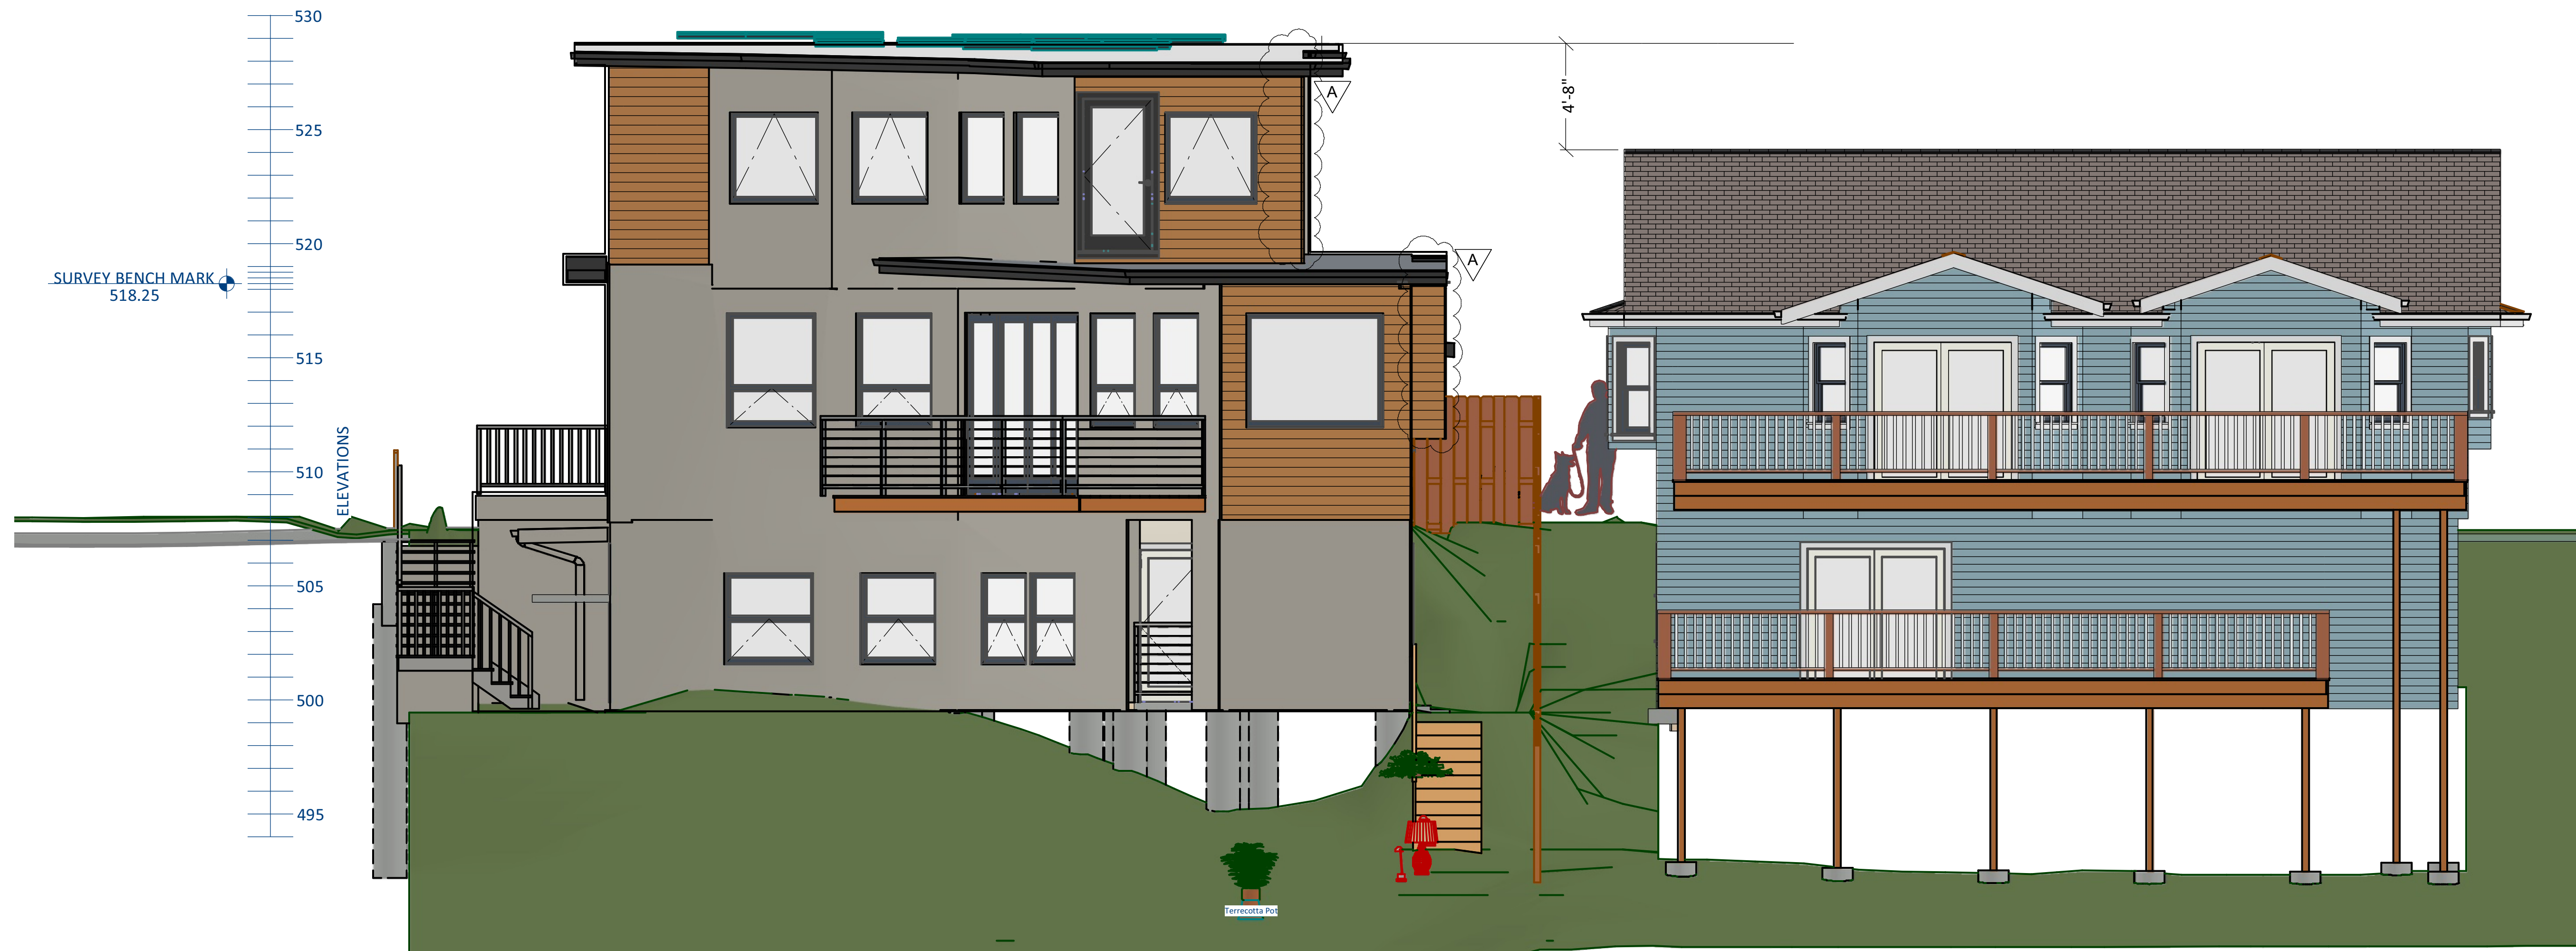 530
A
4'-8"
525
520
A
SURVEY BENCH MARK
518.25
515
ELEVATIONS
510
505
500
495
Terrecotta Pot